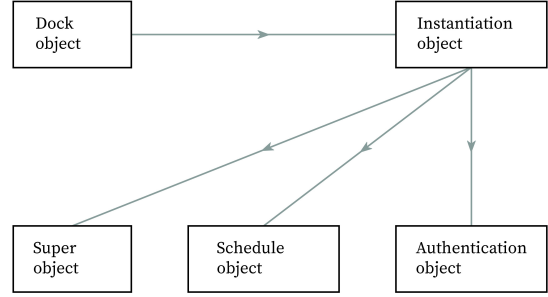 Dock
object
Instantiation
object
Super
object
Schedule
object
Authentication
object